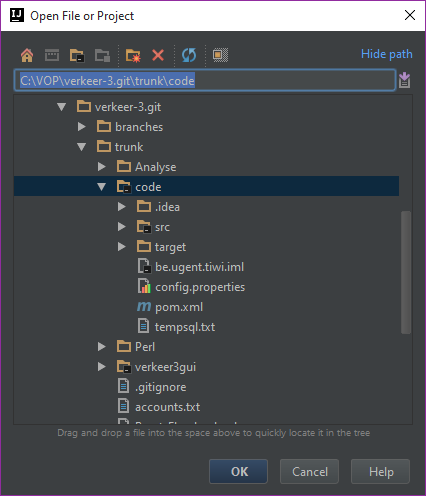 IJ Open File or Project
Hide path
C:\VOP\verkeer-3.git\trunk\code
verkeer-3.git
branches
trunk
Analyse
code
.idea
src
target
be.ugent.tiwi.iml
config.properties
m pom.xml
tempsql.txt
Perl
verkeer3gui
.gitignore
accounts.txt
Drag and drop a file into the space above to quickly locate it in the tree
OK Cancel Help